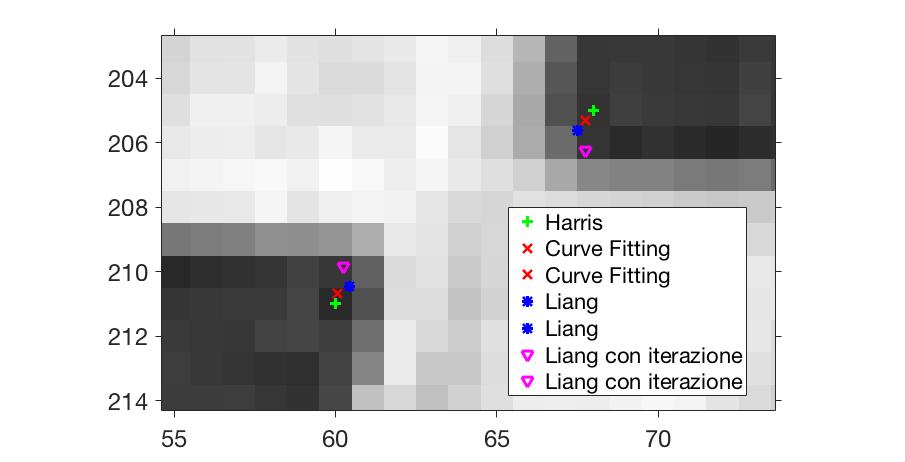 204
206
208
210
212
214
55
60
65
70
Harris
Curve Fitting
Curve Fitting
Liang
Liang
Liang con iterazione
Liang con iterazione